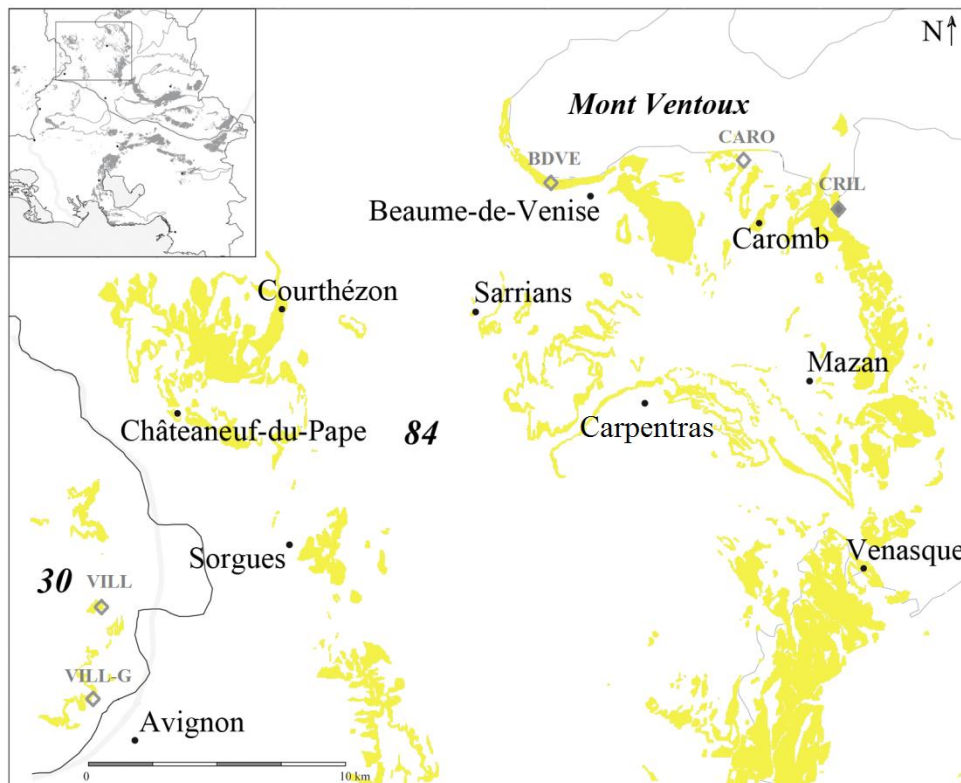 N
Mont Ventoux
CARO
BDVE
CRIL
Beaume-de-Venise
Caromb
Courthézon
Sarrians
Mazan
Châteaneuf-du-Pape
84
Carpentras
Sorgues
Venasque
30
VILL
VILL-G
Avignon
0
10 km